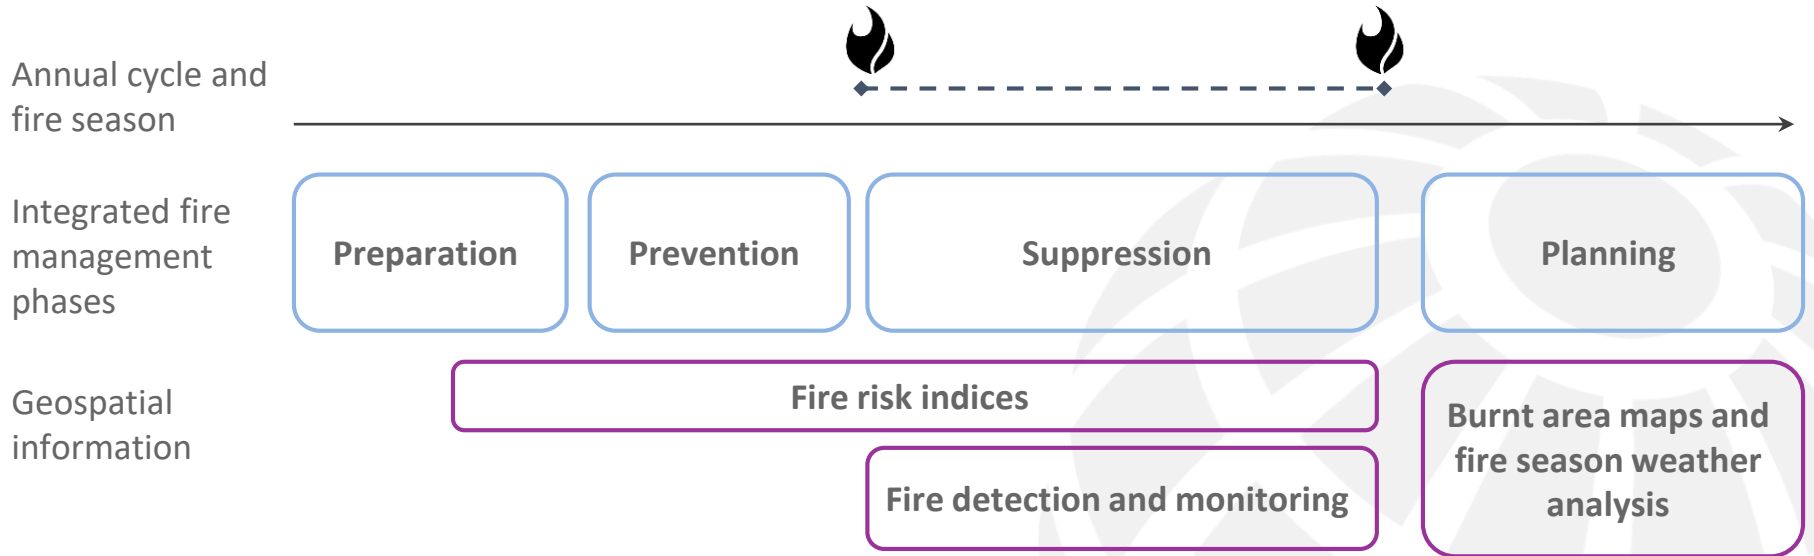 Annual cycle and
fire season
Integrated fire
management
phases
Preparation
Prevention
Suppression
Planning
Geospatial
information
Fire risk indices
Fire detection and monitoring
Burnt area maps and
fire season weather
analysis